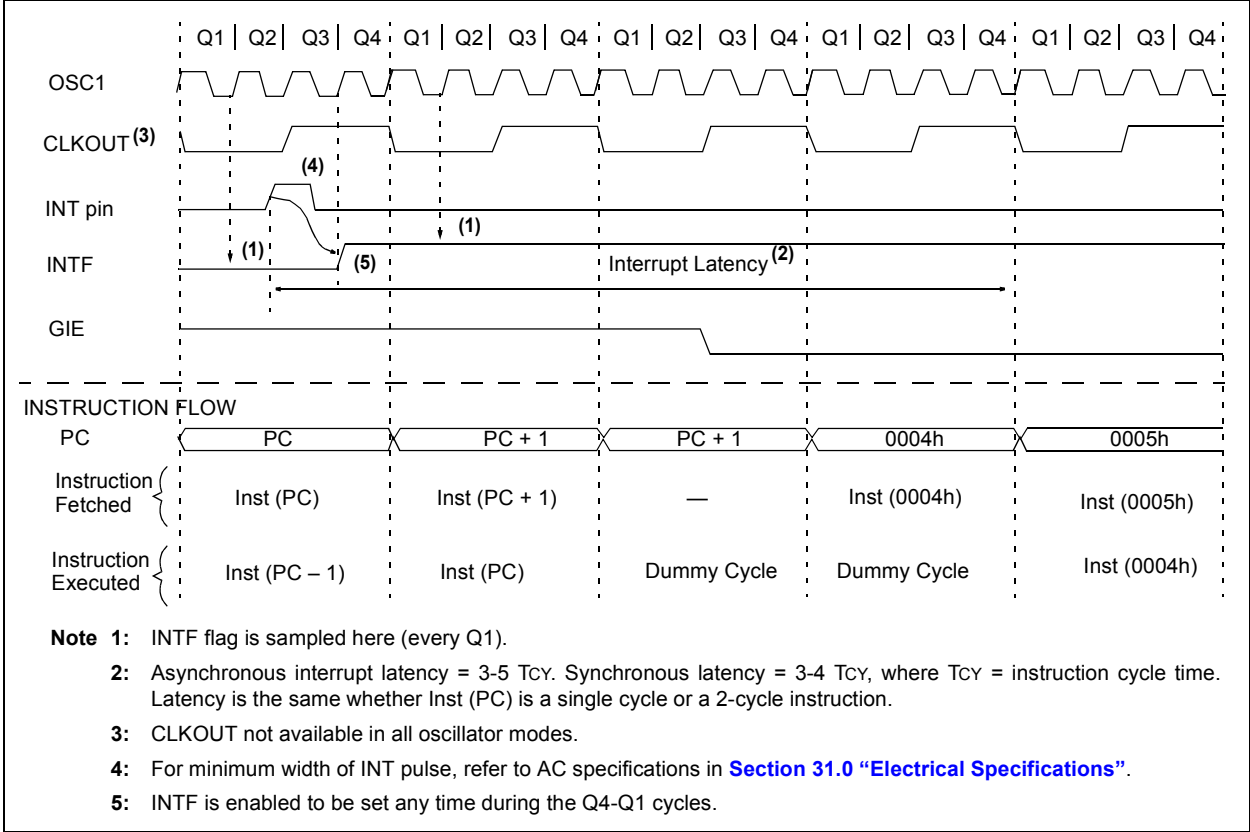 Q1 | Q2 | Q3 | Q4 Q1 | Q2 | Q3 | Q4 Q1 | Q2 | Q3 | Q4 Q1 | Q2 | Q3 | Q4 Q1 | Q2 | Q3 | Q4
OSC1
CLKOUT (3)
(4)
INT pin
(1)
(1)
INTF
(5)
Interrupt Latency (2)
GIE
INSTRUCTION FLOW
PC PC PC + 1 PC + 1 0004h 0005h
Instruction Fetched Inst (PC) Inst (PC + 1) — Inst (0004h) Inst (0005h)
Instruction Executed Inst (PC – 1) Inst (PC) Dummy Cycle Dummy Cycle Inst (0004h)
Note 1: INTF flag is sampled here (every Q1).
2: Asynchronous interrupt latency = 3-5 TCY. Synchronous latency = 3-4 TCY, where TCY = instruction cycle time.
Latency is the same whether Inst (PC) is a single cycle or a 2-cycle instruction.
3: CLKOUT not available in all oscillator modes.
4: For minimum width of INT pulse, refer to AC specifications in Section 31.0 “Electrical Specifications”.
5: INTF is enabled to be set any time during the Q4-Q1 cycles.